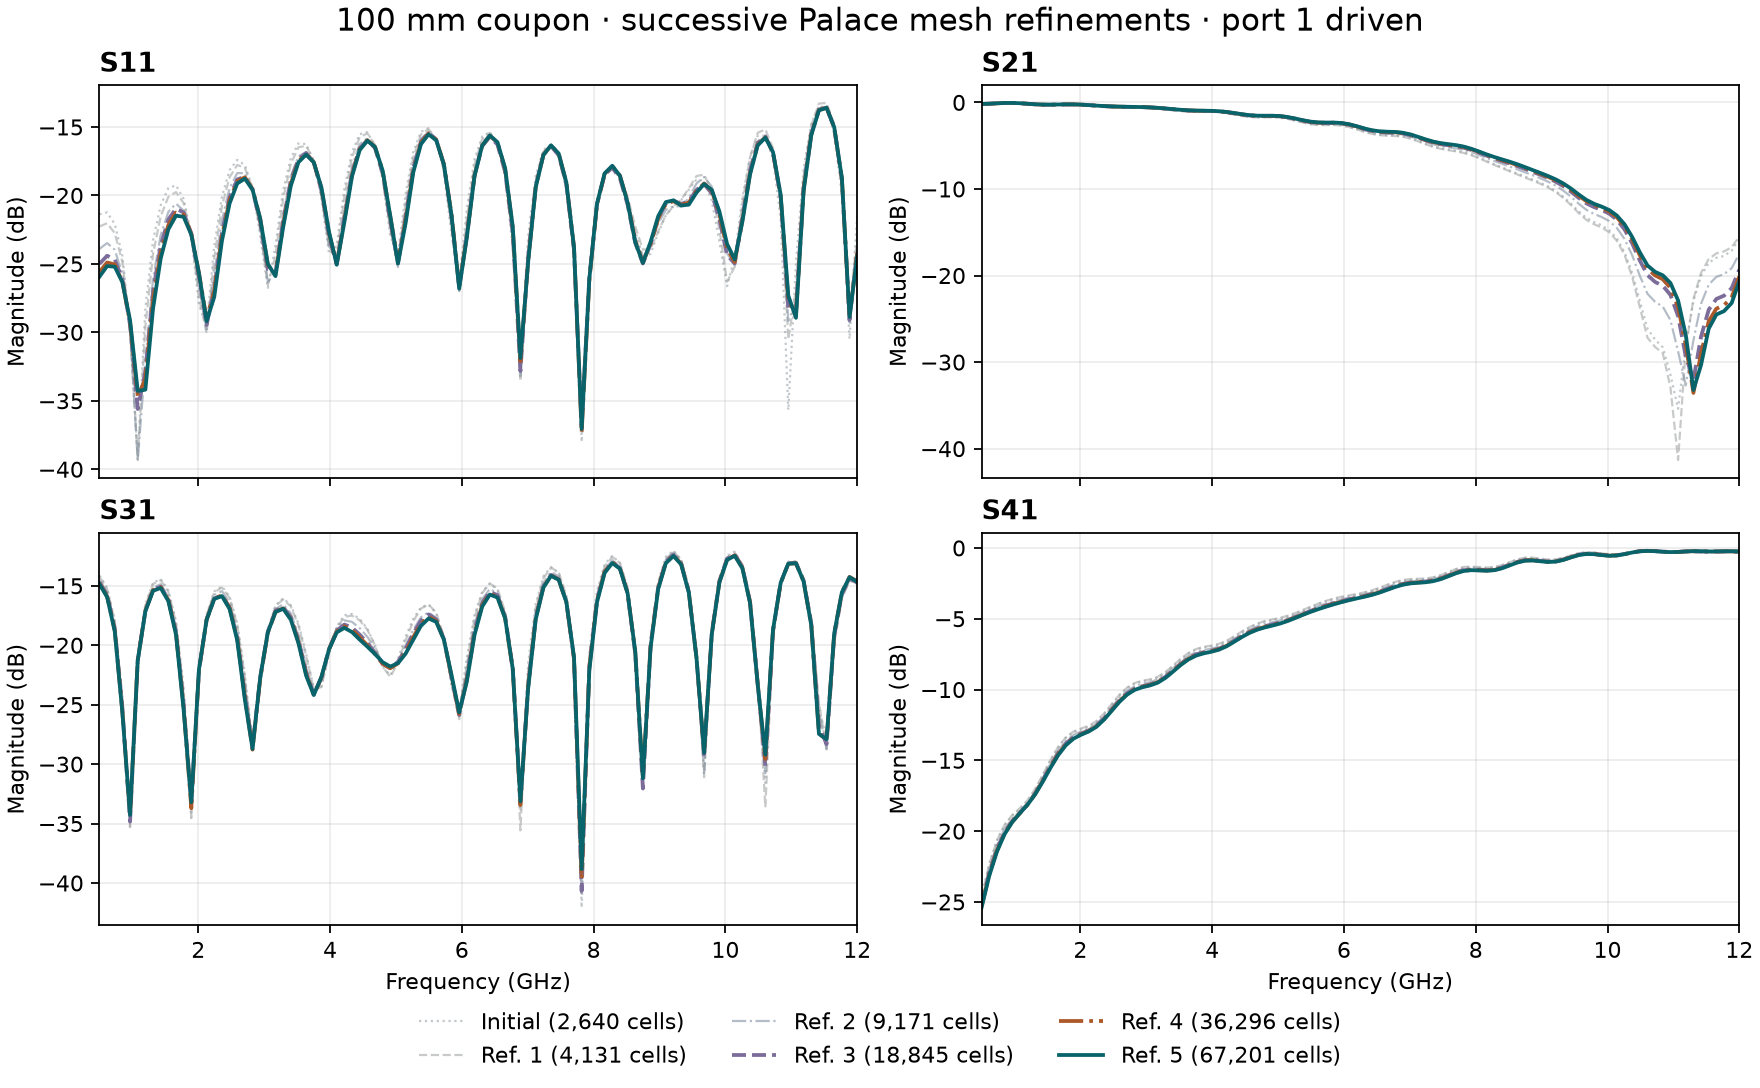 100 mm coupon · successive Palace mesh refinements · port 1 driven
S11
Magnitude (dB)
−15
−20
−25
−30
−35
−40
S21
Magnitude (dB)
0
−10
−20
−30
−40
S31
Magnitude (dB)
−15
−20
−25
−30
−35
−40
2 4 6 8 10 12
Frequency (GHz)
S41
Magnitude (dB)
0
−5
−10
−15
−20
−25
2 4 6 8 10 12
Frequency (GHz)
Initial (2,640 cells)
Ref. 1 (4,131 cells)
Ref. 2 (9,171 cells)
Ref. 3 (18,845 cells)
Ref. 4 (36,296 cells)
Ref. 5 (67,201 cells)